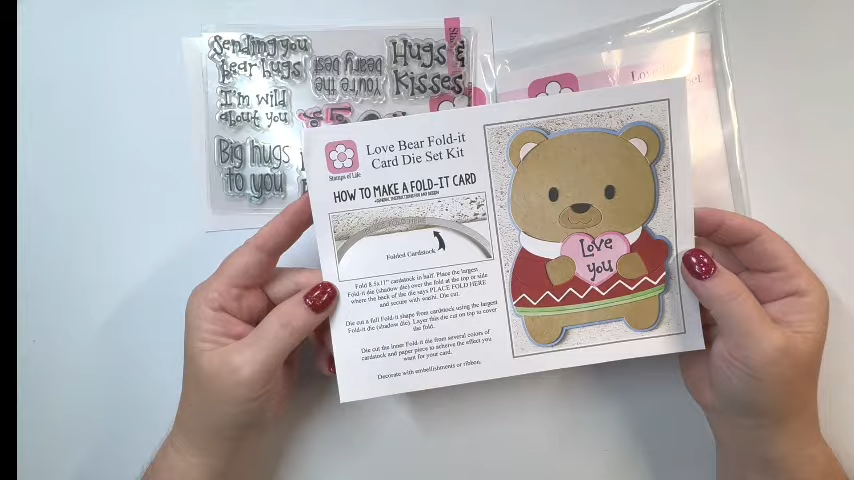 Sending you
bear hugs
You're the
beary best
Hugs
&
Kisses
I'm wild
about you
Big hugs
to you
Love Bear Fold-it
Card Die Set Kit
Stamps of Life
HOW TO MAKE A FOLD-IT CARD
Folded Cardstock
Fold 8.5x11" cardstock in half. Place the largest
Fold-it die (shadow die) over the fold at the top or side
where the back of the die says PLACE FOLD HERE
and secure with washi. Die cut.
Die cut a full Fold-it shape from cardstock using the largest
Fold-it die (shadow die). Layer this die cut on top to cover
the fold.
Die cut the inner Fold-it die from several colors of
cardstock and paper piece to acheive the effect you
want for your card.
Decorate with embellishments or ribbon.
Love
you